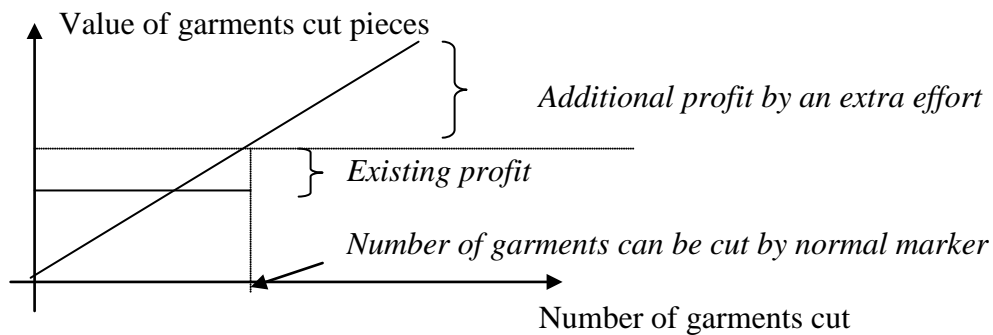 Value of garments cut pieces
Additional profit by an extra effort
Existing profit
Number of garments can be cut by normal marker
Number of garments cut